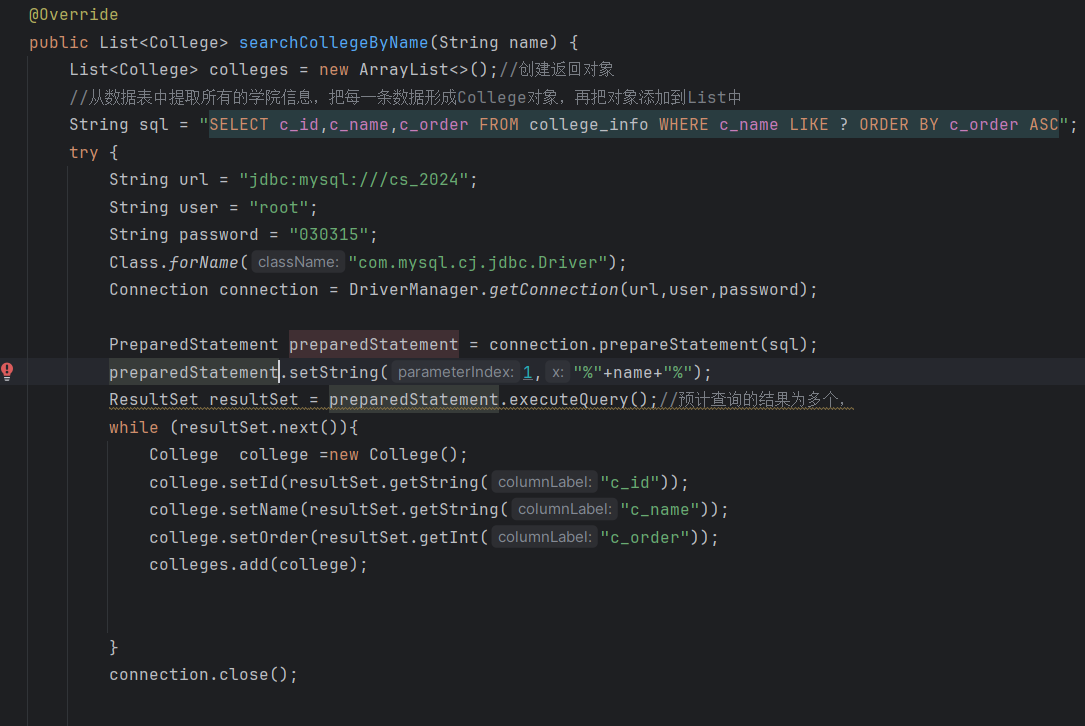 @Override
public List<College> searchCollegeByName(String name) {
List<College> colleges = new ArrayList<>();//创建返回对象
//从数据表中提取所有的学院信息，把每一条数据形成College对象，再把对象添加到List中
String sql = "SELECT c_id,c_name,c_order FROM college_info WHERE c_name LIKE ? ORDER BY c_order ASC";
try {
String url = "jdbc:mysql:///cs_2024";
String user = "root";
String password = "030315";
Class.forName( className: "com.mysql.cj.jdbc.Driver");
Connection connection = DriverManager.getConnection(url,user,password);
PreparedStatement preparedStatement = connection.prepareStatement(sql);
preparedStatement.setString( parameterIndex: 1, x: "%"+name+"%");
ResultSet resultSet = preparedStatement.executeQuery();//预计查询的结果为多个，
while (resultSet.next()){
College  college =new College();
college.setId(resultSet.getString( columnLabel: "c_id"));
college.setName(resultSet.getString( columnLabel: "c_name"));
college.setOrder(resultSet.getInt( columnLabel: "c_order"));
colleges.add(college);
}
connection.close();